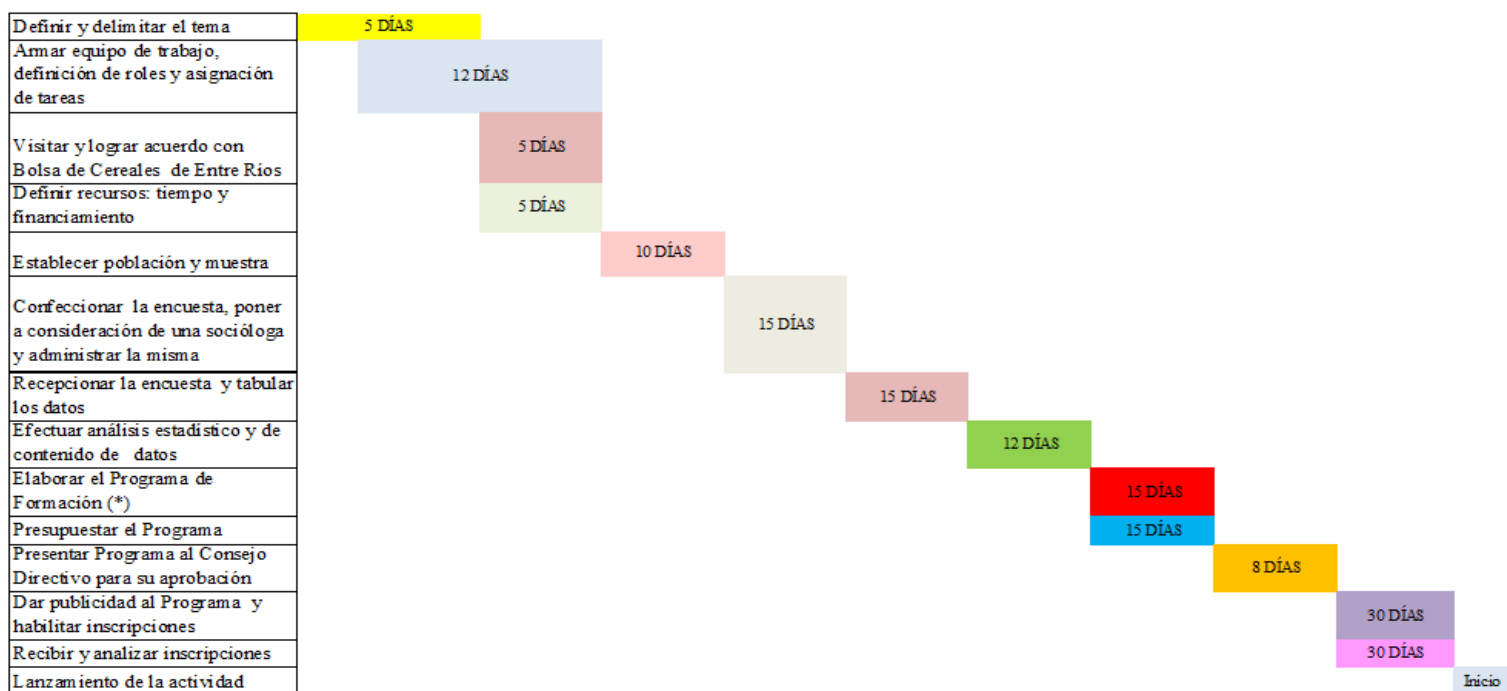 Definir y delimitar el tema
5 DÍAS
Armar equipo de trabajo,
definición de roles y asignación
de tareas
12 DÍAS
Visitar y lograr acuerdo con
Bolsa de Cereales de Entre Ríos
5 DÍAS
Definir recursos: tiempo y
financiamiento
5 DÍAS
Establecer población y muestra
10 DÍAS
Confeccionar la encuesta, poner
a consideración de una socióloga
y administrar la misma
15 DÍAS
Recepcionar la encuesta y tabular
los datos
15 DÍAS
Efectuar análisis estadístico y de
contenido de datos
12 DÍAS
Elaborar el Programa de
Formación (*)
15 DÍAS
Presupuestar el Programa
15 DÍAS
Presentar Programa al Consejo
Directivo para su aprobación
8 DÍAS
Dar publicidad al Programa y
habilitar inscripciones
30 DÍAS
Recibir y analizar inscripciones
30 DÍAS
Lanzamiento de la actividad
Inicio